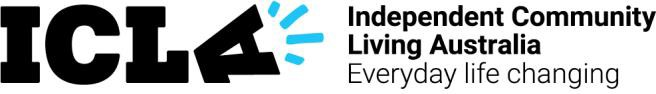 ICLA
Independent Community
Living Australia
Everyday life changing